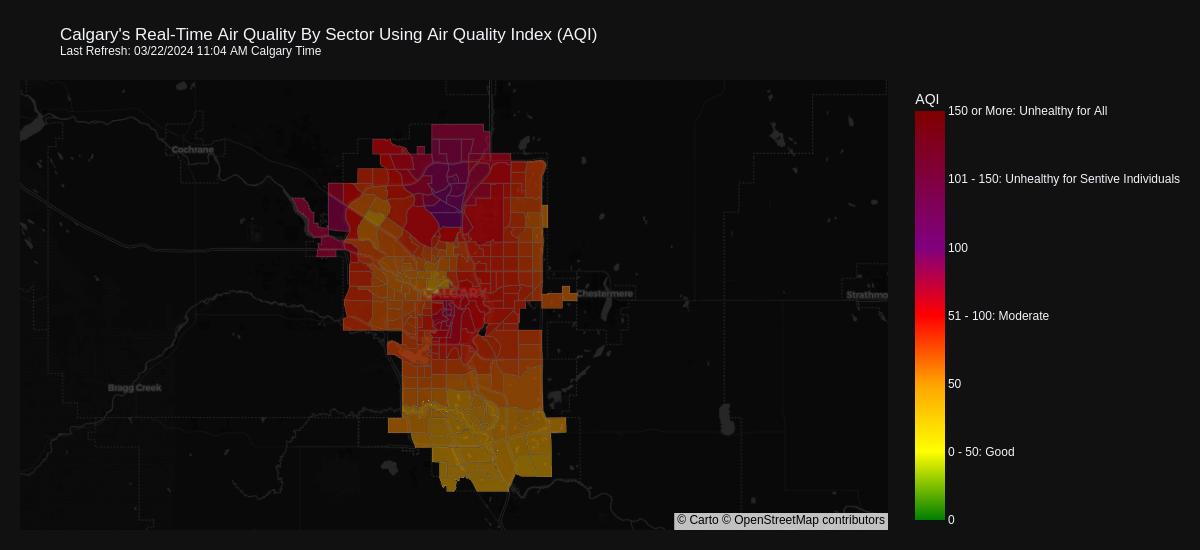 Calgary's Real-Time Air Quality By Sector Using Air Quality Index (AQI)
Last Refresh: 03/22/2024 11:04 AM Calgary Time
AQI
150 or More: Unhealthy for All
Cochrane
101 - 150: Unhealthy for Sentive Individuals
100
CALGARY
Chestermere
Strathmo
51 - 100: Moderate
50
Bragg Creek
0 - 50: Good
0
© Carto © OpenStreetMap contributors